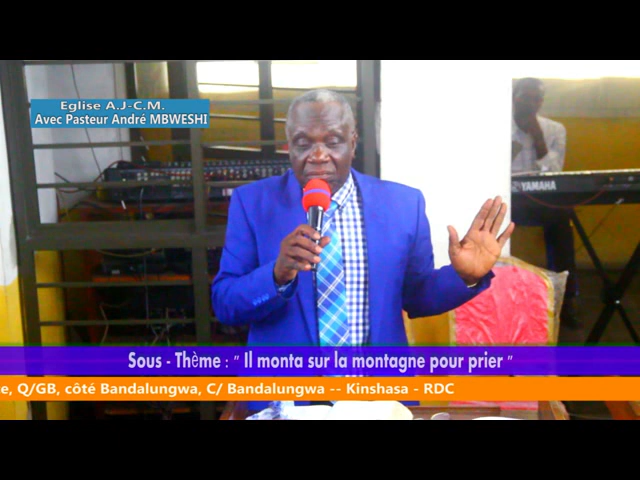 Eglise A.J-C.M.
Avec Pasteur André MBWESHI
YAMAHA
Sous - Thème : " Il monta sur la montagne pour prier "
Q/GB, côté Bandalungwa, C/ Bandalungwa -- Kinshasa - RDC